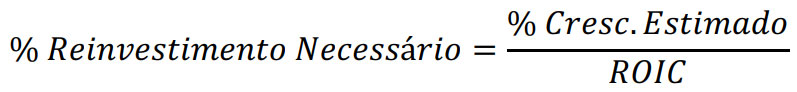 % Reinvestimento Necessário = % Cresc. Estimado / ROIC